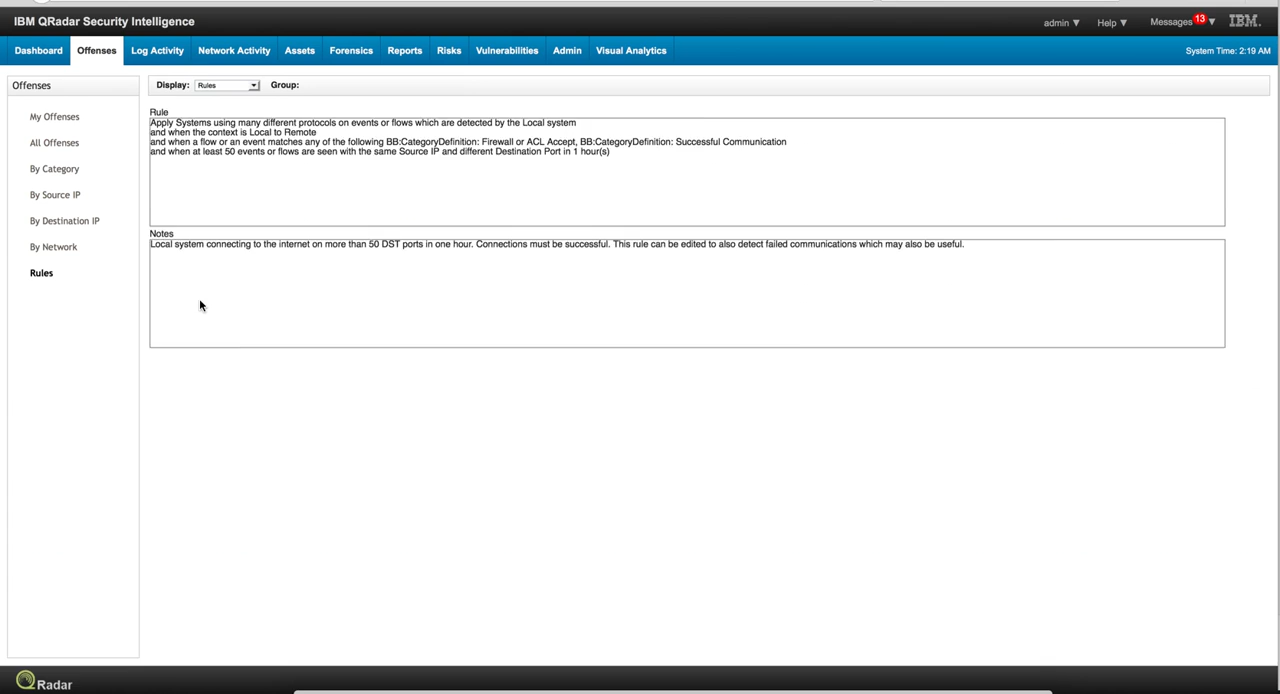 IBM QRadar Security Intelligence
admin ▼ Help ▼ Messages 13 ▼ IBM.
Dashboard Offenses Log Activity Network Activity Assets Forensics Reports Risks Vulnerabilities Admin Visual Analytics System Time: 2:19 AM
Offenses
Display: Rules Group:
My Offenses
All Offenses
By Category
By Source IP
By Destination IP
By Network
Rules
Rule
Apply Systems using many different protocols on events or flows which are detected by the Local system
and when the context is Local to Remote
and when a flow or an event matches any of the following BB:CategoryDefinition: Firewall or ACL Accept, BB:CategoryDefinition: Successful Communication
and when at least 50 events or flows are seen with the same Source IP and different Destination Port in 1 hour(s)
Notes
Local system connecting to the internet on more than 50 DST ports in one hour. Connections must be successful. This rule can be edited to also detect failed communications which may also be useful.
QRadar